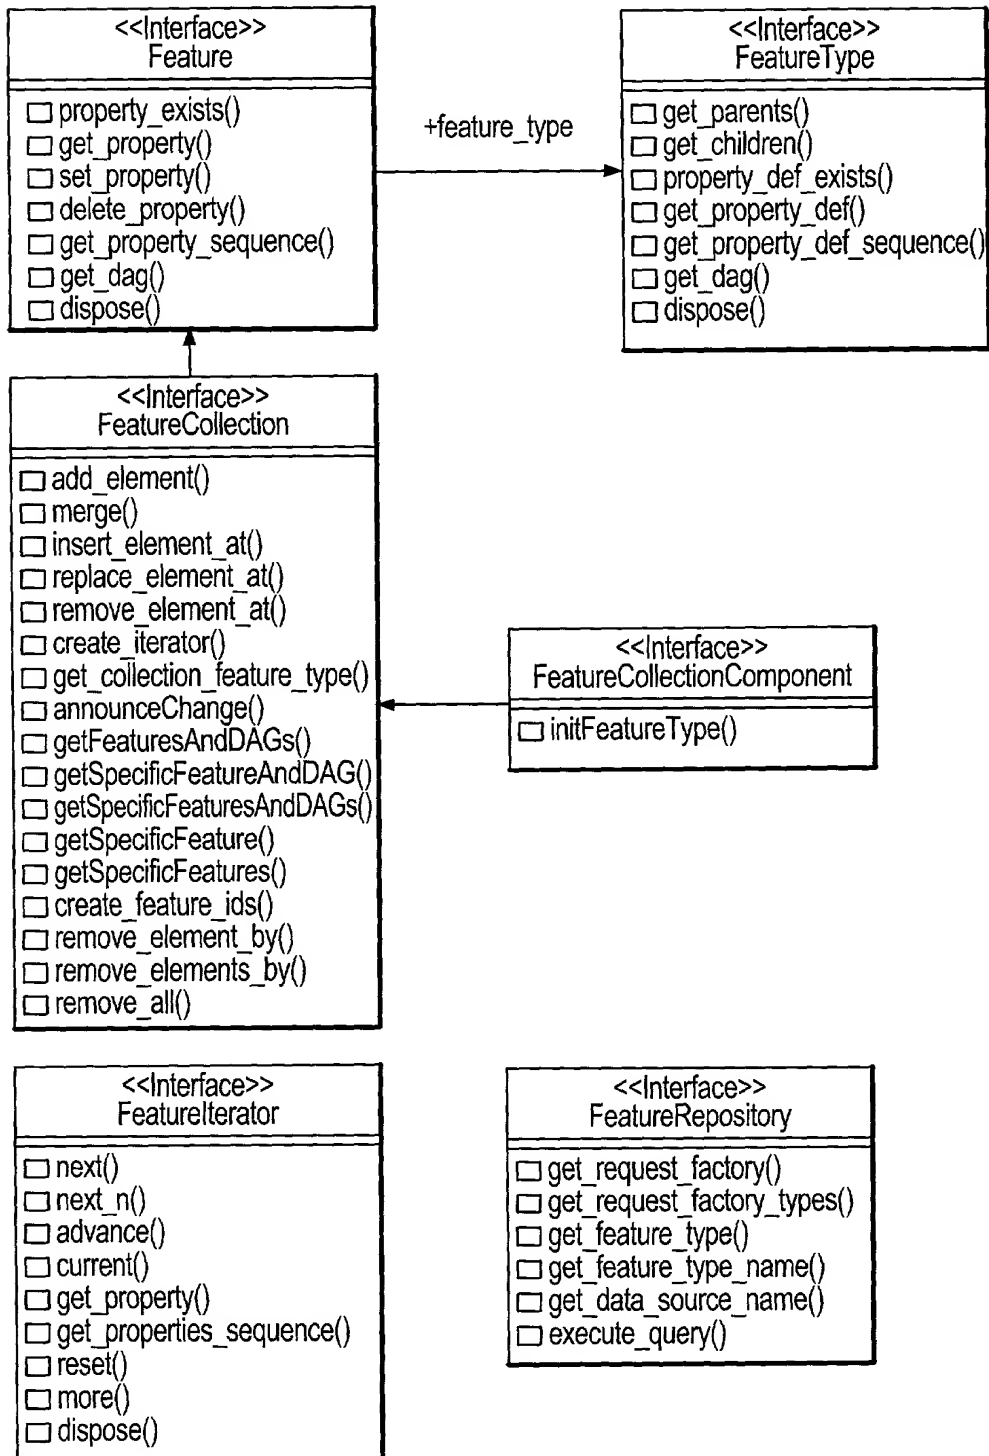 <<Interface>>
Feature
property_exists()
get_property()
set_property()
delete_property()
get_property_sequence()
get_dag()
dispose()
+feature_type
<<Interface>>
FeatureType
get_parents()
get_children()
property_def_exists()
get_property_def()
get_property_def_sequence()
get_dag()
dispose()
<<Interface>>
FeatureCollection
add_element()
merge()
insert_element_at()
replace_element_at()
remove_element_at()
create_iterator()
get_collection_feature_type()
announceChange()
getFeaturesAndDAGs()
getSpecificFeatureAndDAG()
getSpecificFeaturesAndDAGs()
getSpecificFeature()
getSpecificFeatures()
create_feature_ids()
remove_element_by()
remove_elements_by()
remove_all()
<<Interface>>
FeatureCollectionComponent
initFeatureType()
<<Interface>>
FeatureIterator
next()
next_n()
advance()
current()
get_property()
get_properties_sequence()
reset()
more()
dispose()
<<Interface>>
FeatureRepository
get_request_factory()
get_request_factory_types()
get_feature_type()
get_feature_type_name()
get_data_source_name()
execute_query()